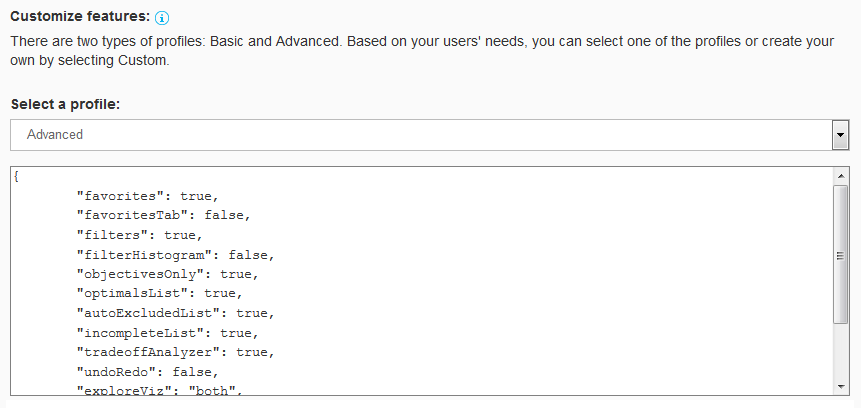 Customize features:
There are two types of profiles: Basic and Advanced. Based on your users' needs, you can select one of the profiles or create your
own by selecting Custom.
Select a profile:
Advanced
{
"favorites": true,
"favoritesTab": false,
"filters": true,
"filterHistogram": false,
"objectivesOnly": true,
"optimalsList": true,
"autoExcludedList": true,
"incompleteList": true,
"tradeoffAnalyzer": true,
"undoRedo": false,
"exploreViz": "both",